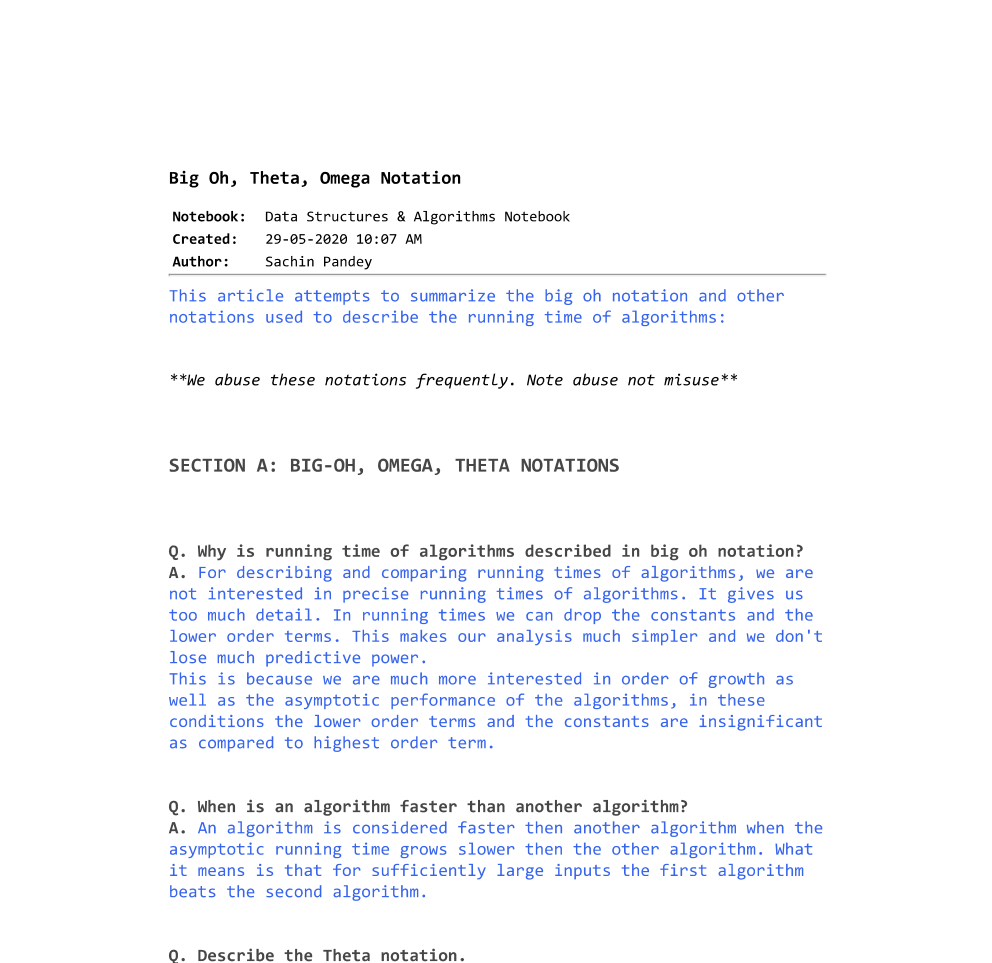 Big Oh, Theta, Omega Notation
Notebook: Data Structures & Algorithms Notebook
Created: 29-05-2020 10:07 AM
Author: Sachin Pandey
This article attempts to summarize the big oh notation and other
notations used to describe the running time of algorithms:
**We abuse these notations frequently. Note abuse not misuse**
SECTION A: BIG-OH, OMEGA, THETA NOTATIONS
Q. Why is running time of algorithms described in big oh notation?
A. For describing and comparing running times of algorithms, we are
not interested in precise running times of algorithms. It gives us
too much detail. In running times we can drop the constants and the
lower order terms. This makes our analysis much simpler and we don't
lose much predictive power.
This is because we are much more interested in order of growth as
well as the asymptotic performance of the algorithms, in these
conditions the lower order terms and the constants are insignificant
as compared to highest order term.
Q. When is an algorithm faster than another algorithm?
A. An algorithm is considered faster then another algorithm when the
asymptotic running time grows slower then the other algorithm. What
it means is that for sufficiently large inputs the first algorithm
beats the second algorithm.
Q. Describe the Theta notation.